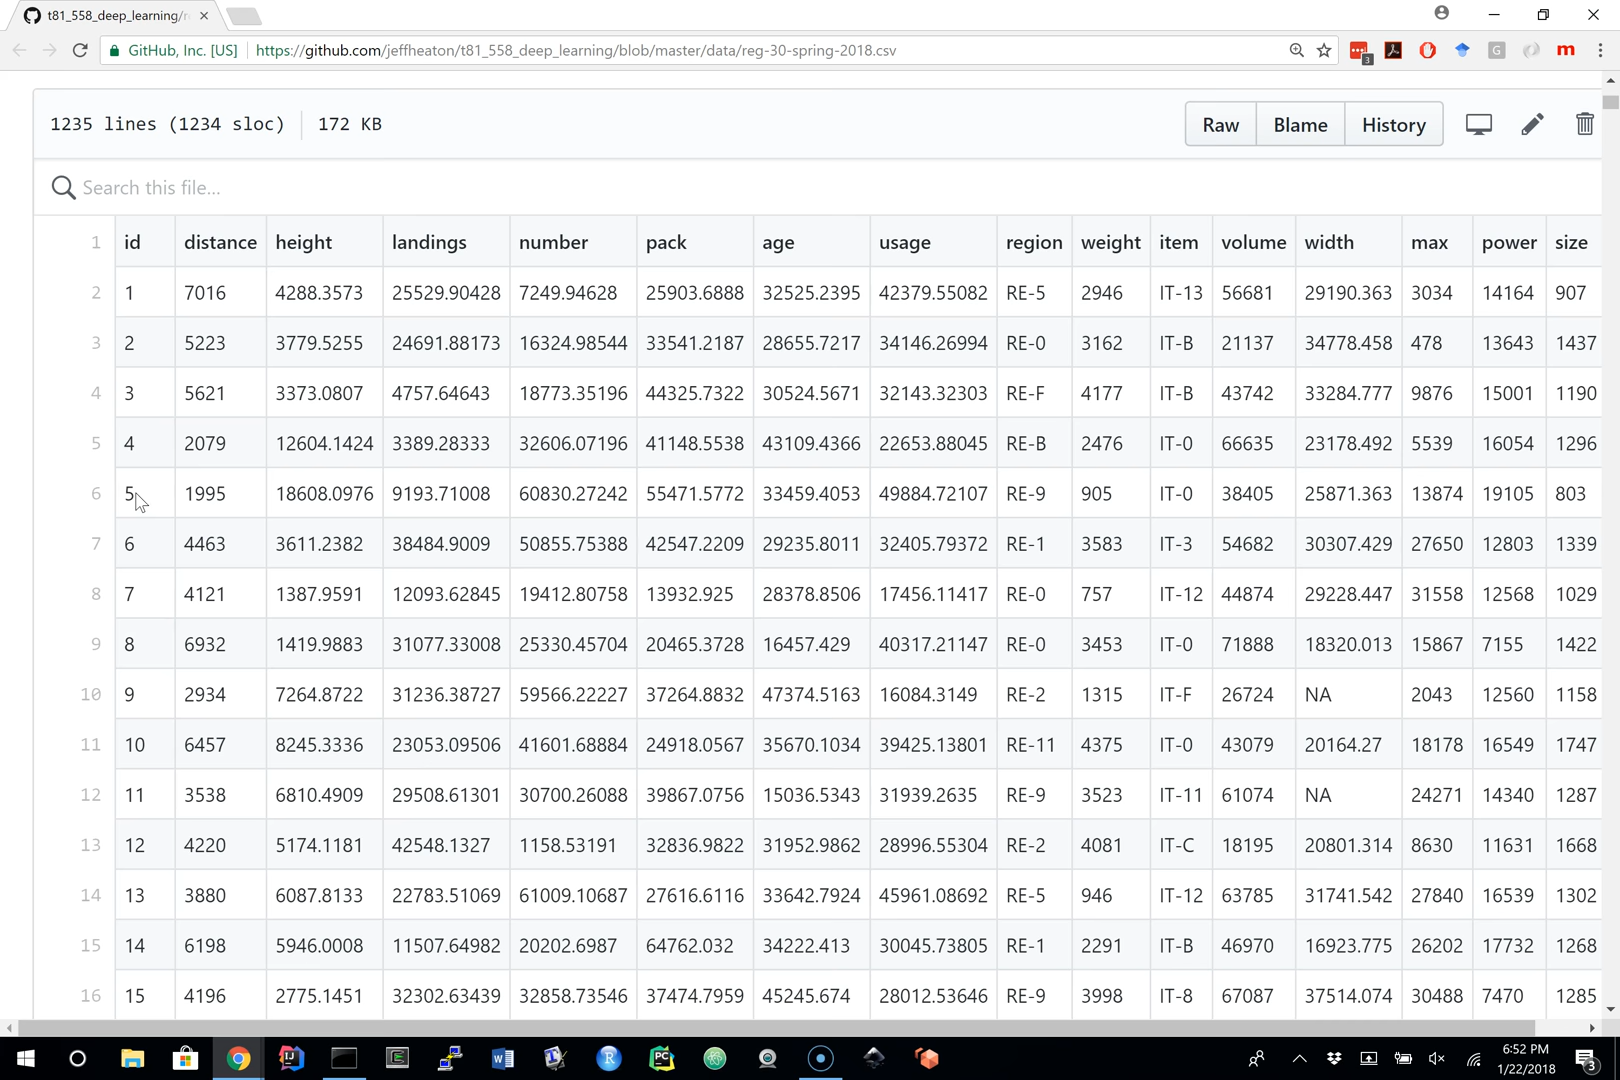 t81_558_deep_learning/r
GitHub, Inc. [US] https://github.com/jeffheaton/t81_558_deep_learning/blob/master/data/reg-30-spring-2018.csv
3
G
m
1235 lines (1234 sloc) 172 KB Raw Blame History
Search this file...
1 id distance height landings number pack age usage region weight item volume width max power size
2 1 7016 4288.3573 25529.90428 7249.94628 25903.6888 32525.2395 42379.55082 RE-5 2946 IT-13 56681 29190.363 3034 14164 907
3 2 5223 3779.5255 24691.88173 16324.98544 33541.2187 28655.7217 34146.26994 RE-0 3162 IT-B 21137 34778.458 478 13643 1437
4 3 5621 3373.0807 4757.64643 18773.35196 44325.7322 30524.5671 32143.32303 RE-F 4177 IT-B 43742 33284.777 9876 15001 1190
5 4 2079 12604.1424 3389.28333 32606.07196 41148.5538 43109.4366 22653.88045 RE-B 2476 IT-0 66635 23178.492 5539 16054 1296
6 5 1995 18608.0976 9193.71008 60830.27242 55471.5772 33459.4053 49884.72107 RE-9 905 IT-0 38405 25871.363 13874 19105 803
7 6 4463 3611.2382 38484.9009 50855.75388 42547.2209 29235.8011 32405.79372 RE-1 3583 IT-3 54682 30307.429 27650 12803 1339
8 7 4121 1387.9591 12093.62845 19412.80758 13932.925 28378.8506 17456.11417 RE-0 757 IT-12 44874 29228.447 31558 12568 1029
9 8 6932 1419.9883 31077.33008 25330.45704 20465.3728 16457.429 40317.21147 RE-0 3453 IT-0 71888 18320.013 15867 7155 1422
10 9 2934 7264.8722 31236.38727 59566.22227 37264.8832 47374.5163 16084.3149 RE-2 1315 IT-F 26724 NA 2043 12560 1158
11 10 6457 8245.3336 23053.09506 41601.68884 24918.0567 35670.1034 39425.13801 RE-11 4375 IT-0 43079 20164.27 18178 16549 1747
12 11 3538 6810.4909 29508.61301 30700.26088 39867.0756 15036.5343 31939.2635 RE-9 3523 IT-11 61074 NA 24271 14340 1287
13 12 4220 5174.1181 42548.1327 1158.53191 32836.9822 31952.9862 28996.55304 RE-2 4081 IT-C 18195 20801.314 8630 11631 1668
14 13 3880 6087.8133 22783.51069 61009.10687 27616.6116 33642.7924 45961.08692 RE-5 946 IT-12 63785 31741.542 27840 16539 1302
15 14 6198 5946.0008 11507.64982 20202.6987 64762.032 34222.413 30045.73805 RE-1 2291 IT-B 46970 16923.775 26202 17732 1268
16 15 4196 2775.1451 32302.63439 32858.73546 37474.7959 45245.674 28012.53646 RE-9 3998 IT-8 67087 37514.074 30488 7470 1285
6:52 PM
1/22/2018
3